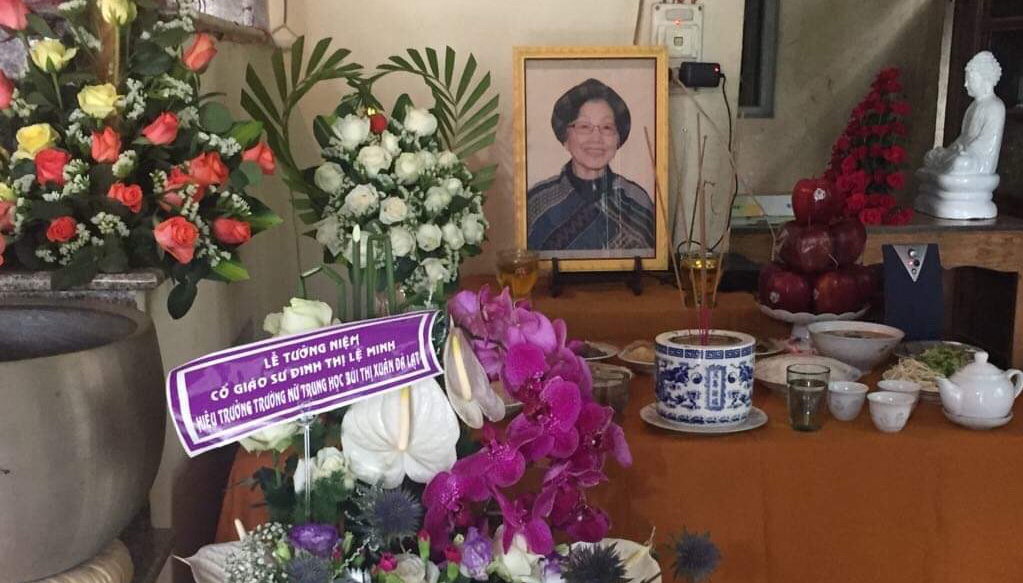 LỄ TƯỞNG NIỆM
CỐ GIÁO SƯ ĐINH THỊ LỆ MINH
HIỆU TRƯỞNG TRƯỜNG NỮ TRUNG HỌC BÙI THỊ XUÂN ĐÀ LẠT